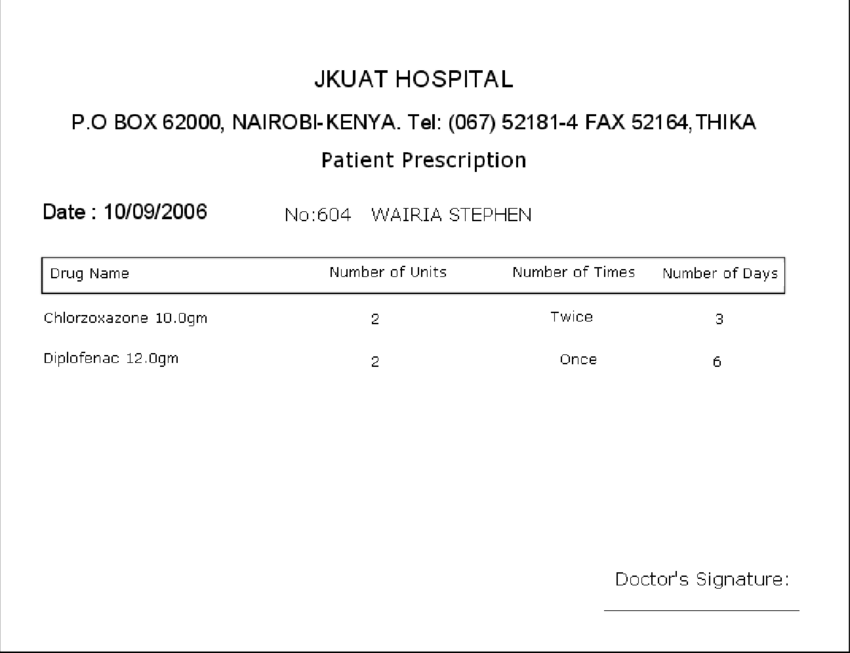 JKUAT HOSPITAL
P.O BOX 62000, NAIROBI-KENYA. Tel: (067) 52181-4 FAX 52164,THIKA
Patient Prescription
Date : 10/09/2006 No:604 WAIRIA STEPHEN
Drug Name Number of Units Number of Times Number of Days
Chlorzoxazone 10.0gm 2 Twice 3
Diplofenac 12.0gm 2 Once 6
Doctor's Signature: